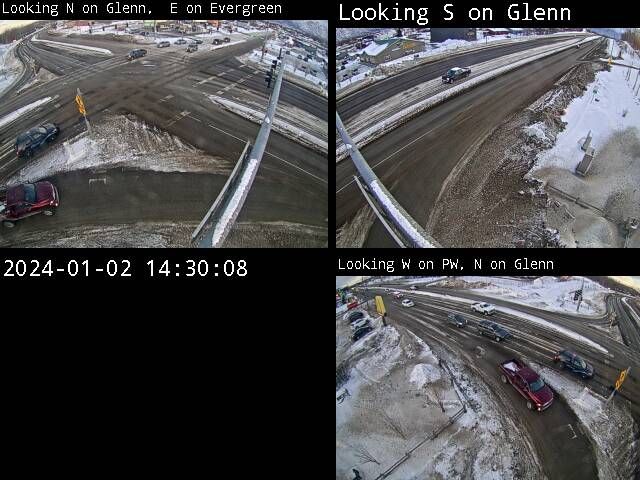 Looking N on Glenn,  E on Evergreen
Looking S on Glenn
2024-01-02 14:30:08
Looking W on PW, N on Glenn